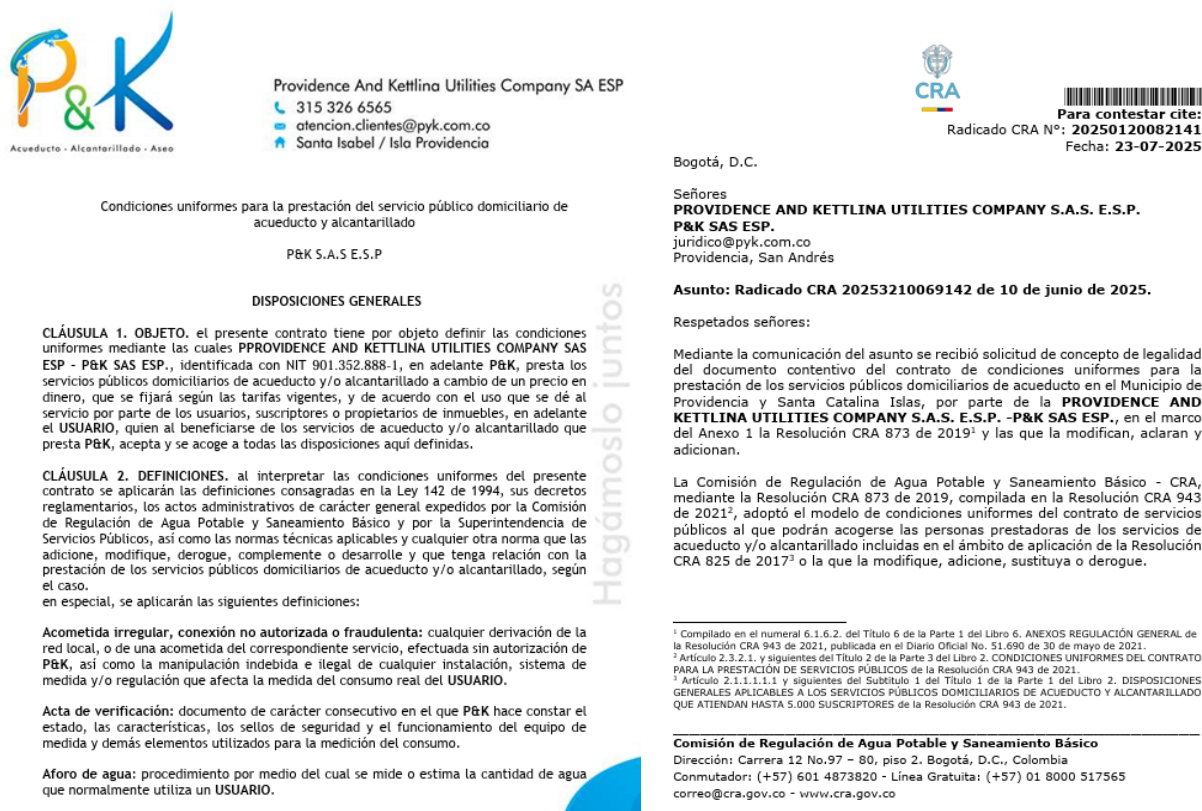 P&K
Acueducto - Alcantarillado - Aseo
Providence And Kettlina Utilities Company SA ESP
315 326 6565
atencion.clientes@pyk.com.co
Santa Isabel / Isla Providencia
Condiciones uniformes para la prestación del servicio público domiciliario de
acueducto y alcantarillado
P&K S.A.S E.S.P
DISPOSICIONES GENERALES
CLÁUSULA 1. OBJETO. el presente contrato tiene por objeto definir las condiciones
uniformes mediante las cuales PPROVIDENCE AND KETTLINA UTILITIES COMPANY SAS
ESP - P&K SAS ESP., identificada con NIT 901.352.888-1, en adelante P&K, presta los
servicios públicos domiciliarios de acueducto y/o alcantarillado a cambio de un precio en
dinero, que se fijará según las tarifas vigentes, y de acuerdo con el uso que se dé al
servicio por parte de los usuarios, suscriptores o propietarios de inmuebles, en adelante
el USUARIO, quien al beneficiarse de los servicios de acueducto y/o alcantarillado que
presta P&K, acepta y se acoge a todas las disposiciones aquí definidas.
CLÁUSULA 2. DEFINICIONES. al interpretar las condiciones uniformes del presente
contrato se aplicarán las definiciones consagradas en la Ley 142 de 1994, sus decretos
reglamentarios, los actos administrativos de carácter general expedidos por la Comisión
de Regulación de Agua Potable y Saneamiento Básico y por la Superintendencia de
Servicios Públicos, así como las normas técnicas aplicables y cualquier otra norma que las
adicione, modifique, derogue, complemente o desarrolle y que tenga relación con la
prestación de los servicios públicos domiciliarios de acueducto y/o alcantarillado, según
el caso.
en especial, se aplicarán las siguientes definiciones:
Acometida irregular, conexión no autorizada o fraudulenta: cualquier derivación de la
red local, o de una acometida del correspondiente servicio, efectuada sin autorización de
P&K, así como la manipulación indebida e ilegal de cualquier instalación, sistema de
medida y/o regulación que afecta la medida del consumo real del USUARIO.
Acta de verificación: documento de carácter consecutivo en el que P&K hace constar el
estado, las características, los sellos de seguridad y el funcionamiento del equipo de
medida y demás elementos utilizados para la medición del consumo.
Aforo de agua: procedimiento por medio del cual se mide o estima la cantidad de agua
que normalmente utiliza un USUARIO.
Hagámoslo juntos
CRA
Para contestar cite:
Radicado CRA N°: 20250120082141
Fecha: 23-07-2025
Bogotá, D.C.
Señores
PROVIDENCE AND KETTLINA UTILITIES COMPANY S.A.S. E.S.P.
P&K SAS ESP.
juridico@pyk.com.co
Providencia, San Andrés
Asunto: Radicado CRA 20253210069142 de 10 de junio de 2025.
Respetados señores:
Mediante la comunicación del asunto se recibió solicitud de concepto de legalidad
del documento contentivo del contrato de condiciones uniformes para la
prestación de los servicios públicos domiciliarios de acueducto en el Municipio de
Providencia y Santa Catalina Islas, por parte de la PROVIDENCE AND
KETTLINA UTILITIES COMPANY S.A.S. E.S.P. -P&K SAS ESP., en el marco
del Anexo 1 la Resolución CRA 873 de 2019¹ y las que la modifican, aclaran y
adicionan.
La Comisión de Regulación de Agua Potable y Saneamiento Básico - CRA,
mediante la Resolución CRA 873 de 2019, compilada en la Resolución CRA 943
de 2021², adoptó el modelo de condiciones uniformes del contrato de servicios
públicos al que podrán acogerse las personas prestadoras de los servicios de
acueducto y/o alcantarillado incluidas en el ámbito de aplicación de la Resolución
CRA 825 de 2017³ o la que la modifique, adicione, sustituya o derogue.
¹ Compilado en el numeral 6.1.6.2. del Título 6 de la Parte 1 del Libro 6. ANEXOS REGULACIÓN GENERAL de
la Resolución CRA 943 de 2021, publicada en el Diario Oficial No. 51.690 de 30 de mayo de 2021.
² Artículo 2.3.2.1. y siguientes del Título 2 de la Parte 3 del Libro 2. CONDICIONES UNIFORMES DEL CONTRATO
PARA LA PRESTACIÓN DE SERVICIOS PÚBLICOS de la Resolución CRA 943 de 2021.
³ Artículo 2.1.1.1.1.1 y siguientes del Subtitulo 1 del Título 1 de la Parte 1 del Libro 2. DISPOSICIONES
GENERALES APLICABLES A LOS SERVICIOS PÚBLICOS DOMICILIARIOS DE ACUEDUCTO Y ALCANTARILLADO
QUE ATIENDAN HASTA 5.000 SUSCRIPTORES de la Resolución CRA 943 de 2021.
Comisión de Regulación de Agua Potable y Saneamiento Básico
Dirección: Carrera 12 No.97 – 80, piso 2. Bogotá, D.C., Colombia
Conmutador: (+57) 601 4873820 - Línea Gratuita: (+57) 01 8000 517565
correo@cra.gov.co - www.cra.gov.co